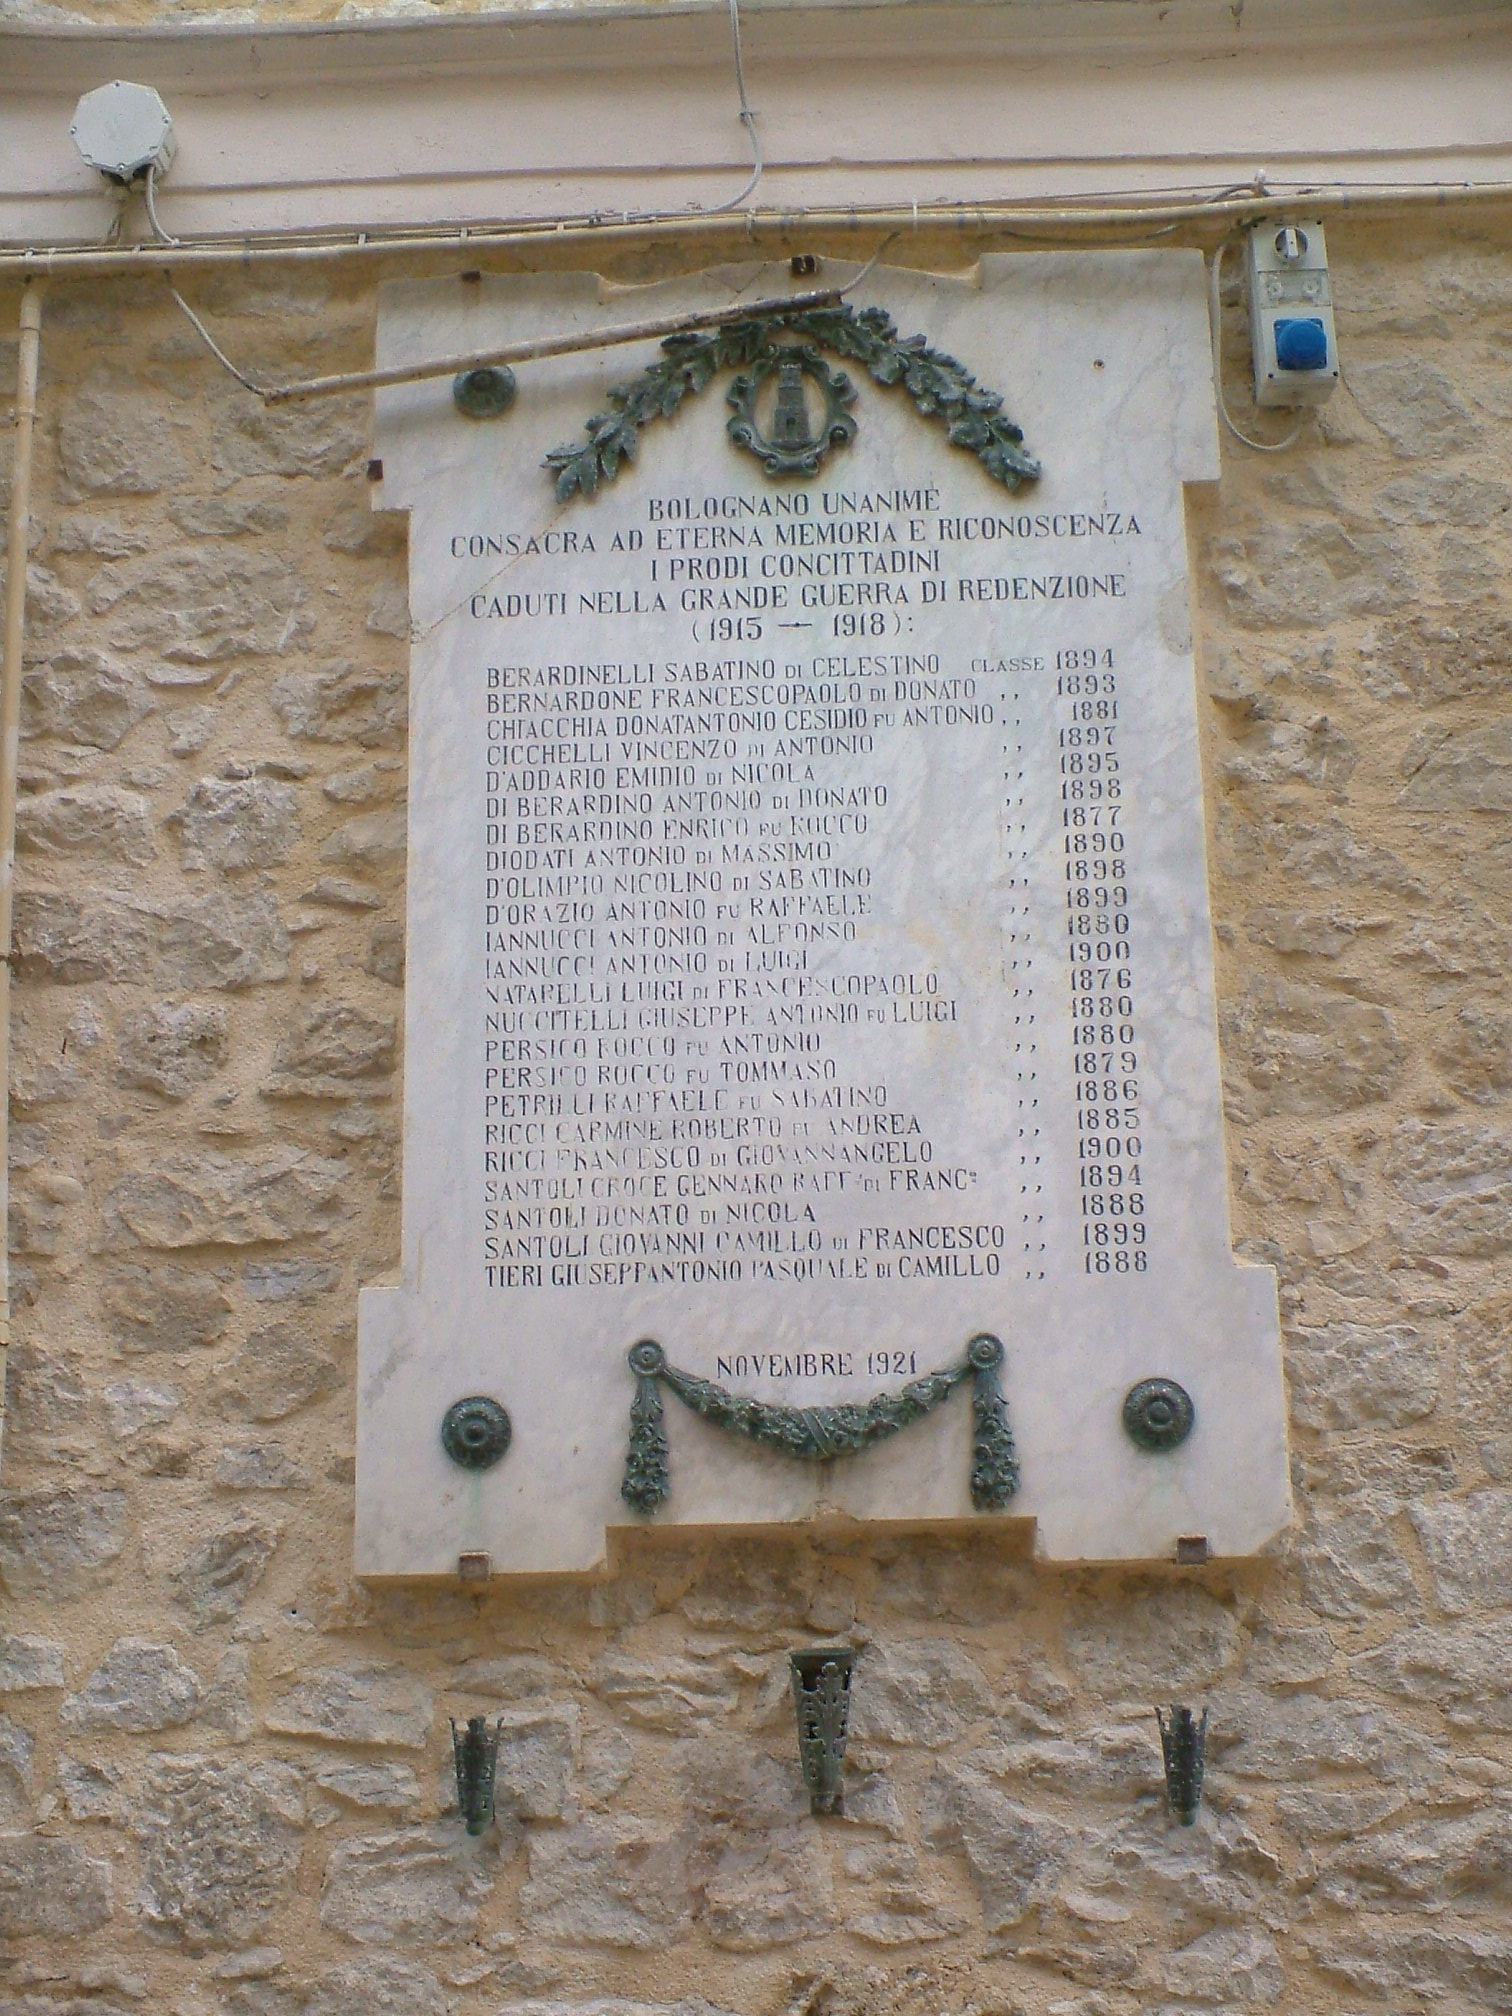 BOLOGNANO UNANIME
CONSACRA AD ETERNA MEMORIA E RICONOSCENZA
I PRODI CONCITTADINI
CADUTI NELLA GRANDE GUERRA DI REDENZIONE
(1915 — 1918):
BERARDINELLI SABATINO DI CELESTINO CLASSE 1894
BERNARDONE FRANCESCOPAOLO DI DONATO ,, 1893
CHIACCHIA DONATANTONIO CESIDIO FU ANTONIO ,, 1881
CICCHELLI VINCENZO DI ANTONIO ,, 1897
D'ADDARIO EMIDIO DI NICOLA ,, 1895
DI BERARDINO ANTONIO DI DONATO ,, 1898
DI BERARDINO ENRICO FU ROCCO ,, 1877
DIODATI ANTONIO DI MASSIMO ,, 1890
D'OLIMPIO NICOLINO DI SABATINO ,, 1898
D'ORAZIO ANTONIO FU RAFFAELE ,, 1899
IANNUCCI ANTONIO DI ALFONSO ,, 1880
IANNUCCI ANTONIO DI LUIGI ,, 1900
NATARELLI LUIGI DI FRANCESCOPAOLO ,, 1876
NUCCITELLI GIUSEPPE ANTONIO FU LUIGI ,, 1880
PERSICO ROCCO FU ANTONIO ,, 1880
PERSICO ROCCO FU TOMMASO ,, 1879
PETRILLI RAFFAELE FU SABATINO ,, 1886
RICCI CARMINE ROBERTO FU ANDREA ,, 1885
RICCI FRANCESCO DI GIOVANNANGELO ,, 1900
SANTOLI CROCE GENNARO RAFF.LE DI FRANC.CO ,, 1894
SANTOLI DONATO DI NICOLA ,, 1888
SANTOLI GIOVANNI CAMILLO DI FRANCESCO ,, 1899
TIERI GIUSEPPANTONIO PASQUALE DI CAMILLO ,, 1888
NOVEMBRE 1921